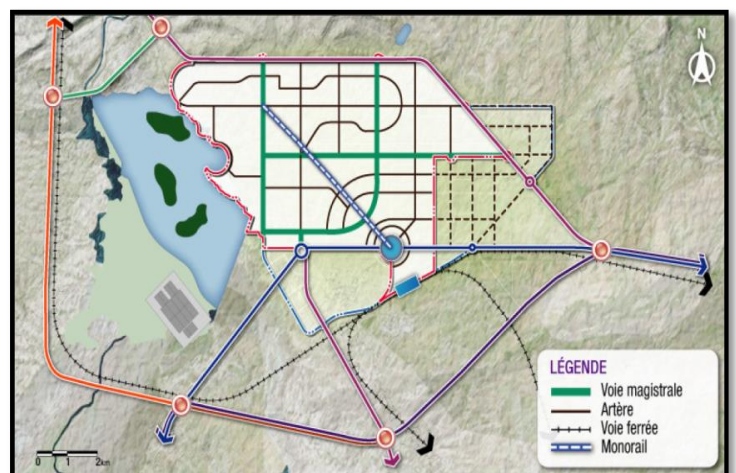 N
LÉGENDE
Voie magistrale
Artère
Voie ferrée
Monorail
0 1 2km